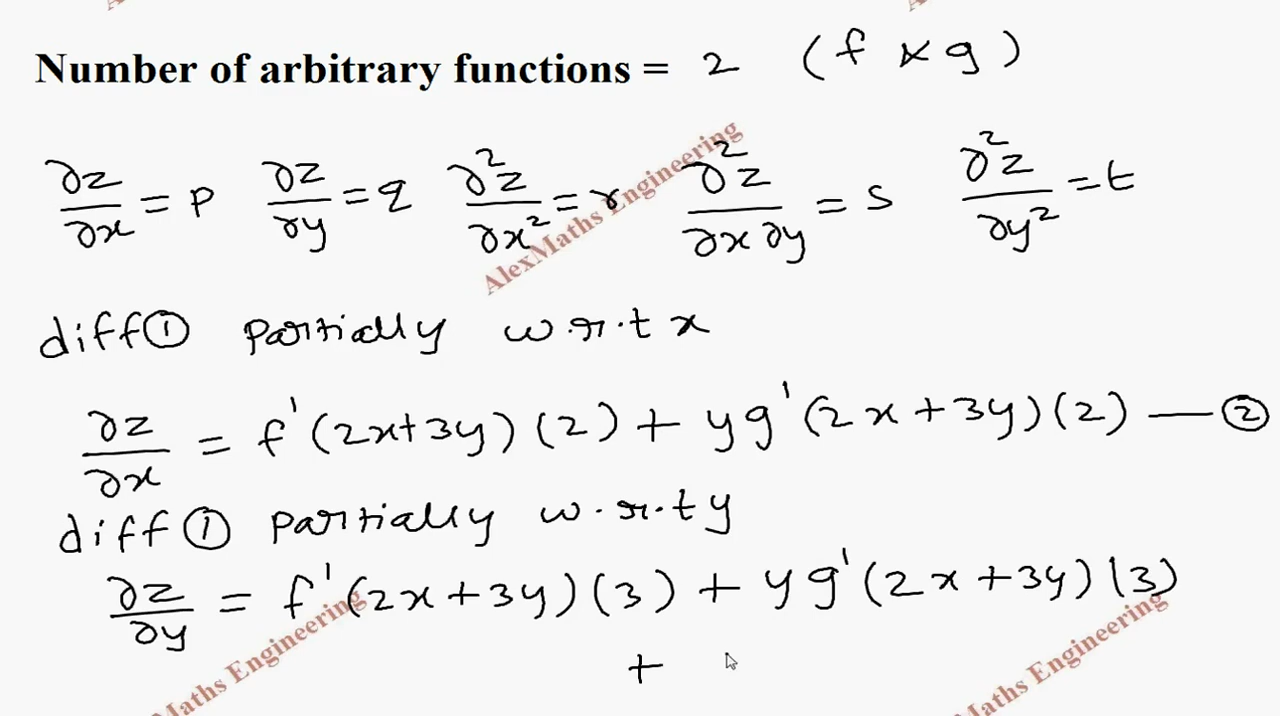 Number of arbitrary functions = 2 (f & g)
∂z/∂x = p ∂z/∂y = q ∂²z/∂x² = r ∂²z/∂x∂y = s ∂²z/∂y² = t
AlexMaths Engineering
diff ① partially w.r.t x
∂z/∂x = f'(2x+3y)(2) + yg'(2x+3y)(2) — ②
diff ① partially w.r.t y
∂z/∂y = f'(2x+3y)(3) + yg'(2x+3y)(3)
+
Maths Engineering
Maths Engineering